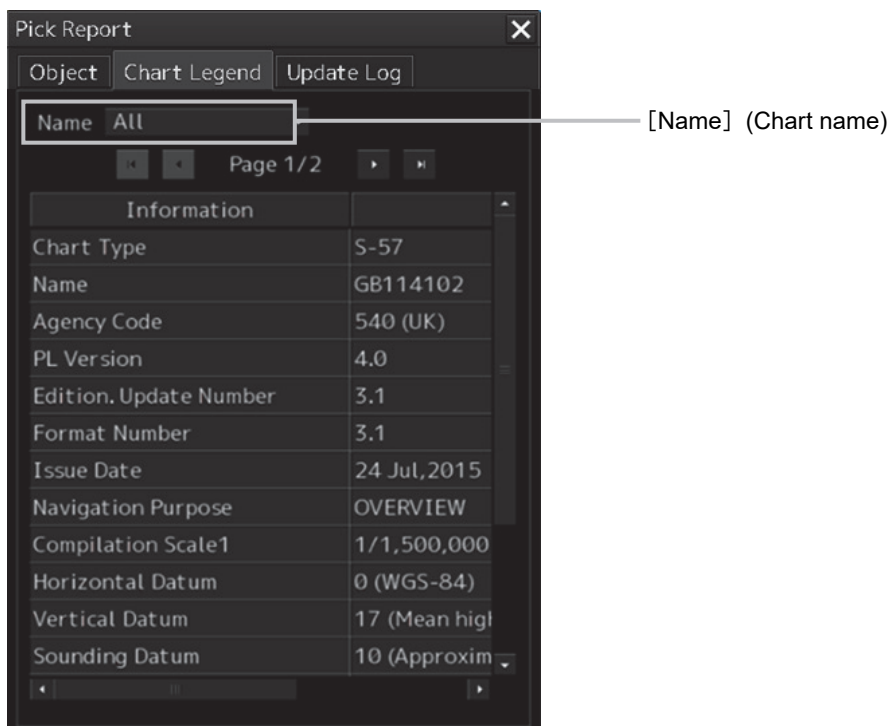 Pick Report
Object Chart Legend Update Log
Name All
[Name] (Chart name)
Page 1/2
Information
Chart Type S-57
Name GB114102
Agency Code 540 (UK)
PL Version 4.0
Edition. Update Number 3.1
Format Number 3.1
Issue Date 24 Jul,2015
Navigation Purpose OVERVIEW
Compilation Scale1 1/1,500,000
Horizontal Datum 0 (WGS-84)
Vertical Datum 17 (Mean high
Sounding Datum 10 (Approxim